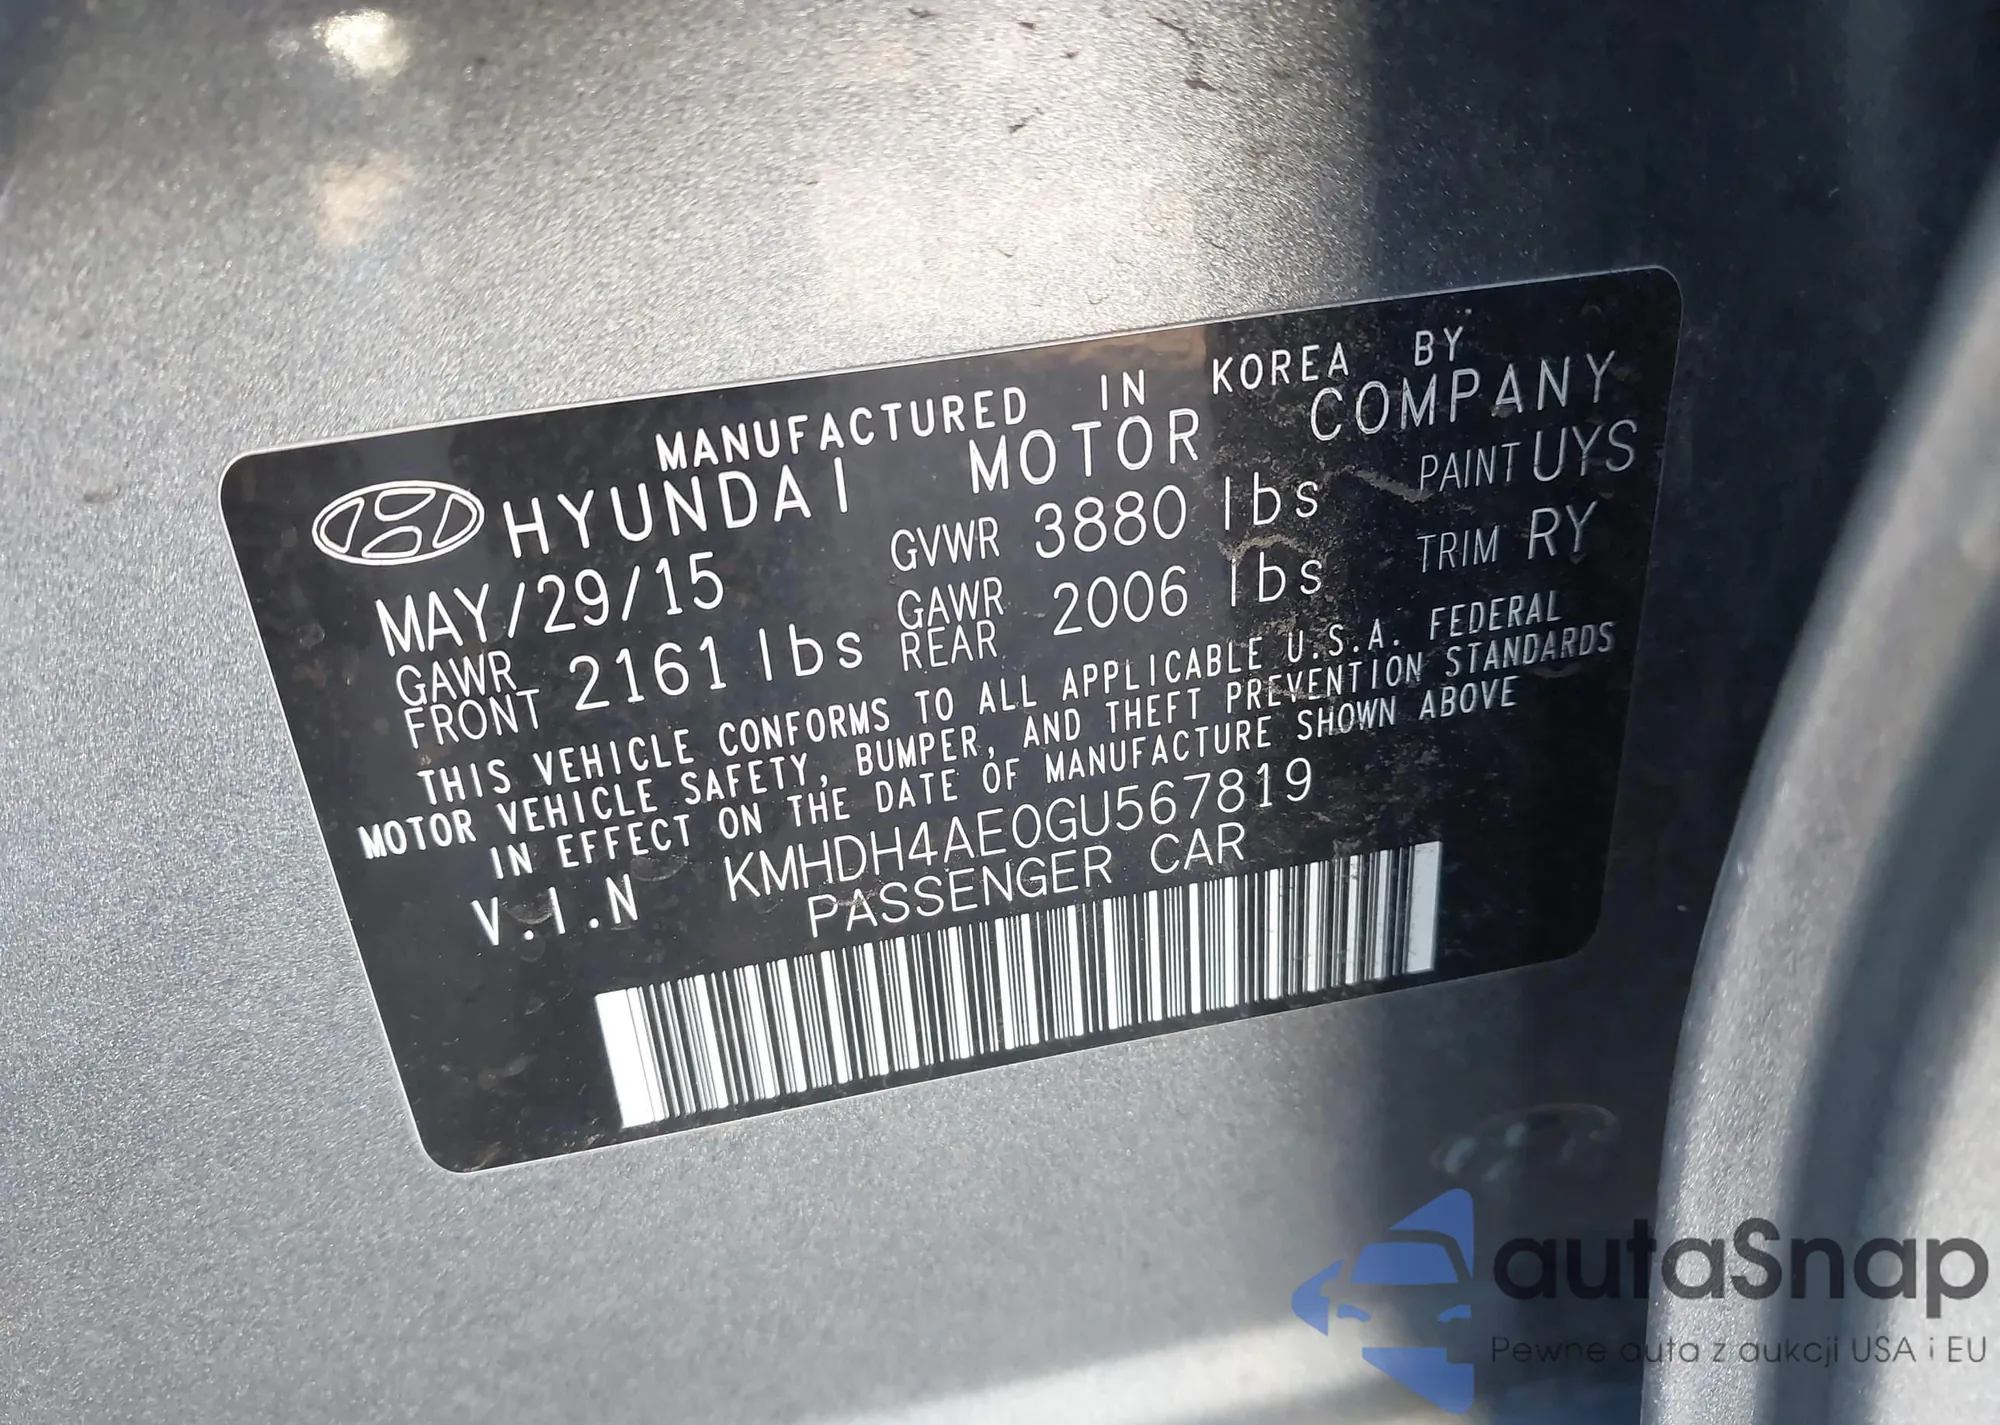 MANUFACTURED IN KOREA BY
HYUNDAI MOTOR COMPANY
MAY/29/15 GVWR 3880 lbs PAINT UYS
GAWR FRONT 2161 lbs GAWR REAR 2006 lbs TRIM RY
THIS VEHICLE CONFORMS TO ALL APPLICABLE U.S.A. FEDERAL
MOTOR VEHICLE SAFETY, BUMPER, AND THEFT PREVENTION STANDARDS
IN EFFECT ON THE DATE OF MANUFACTURE SHOWN ABOVE
V.I.N KMHDH4AE0GU567819
PASSENGER CAR
autaSnap
Pewne auta z aukcji USA i EU